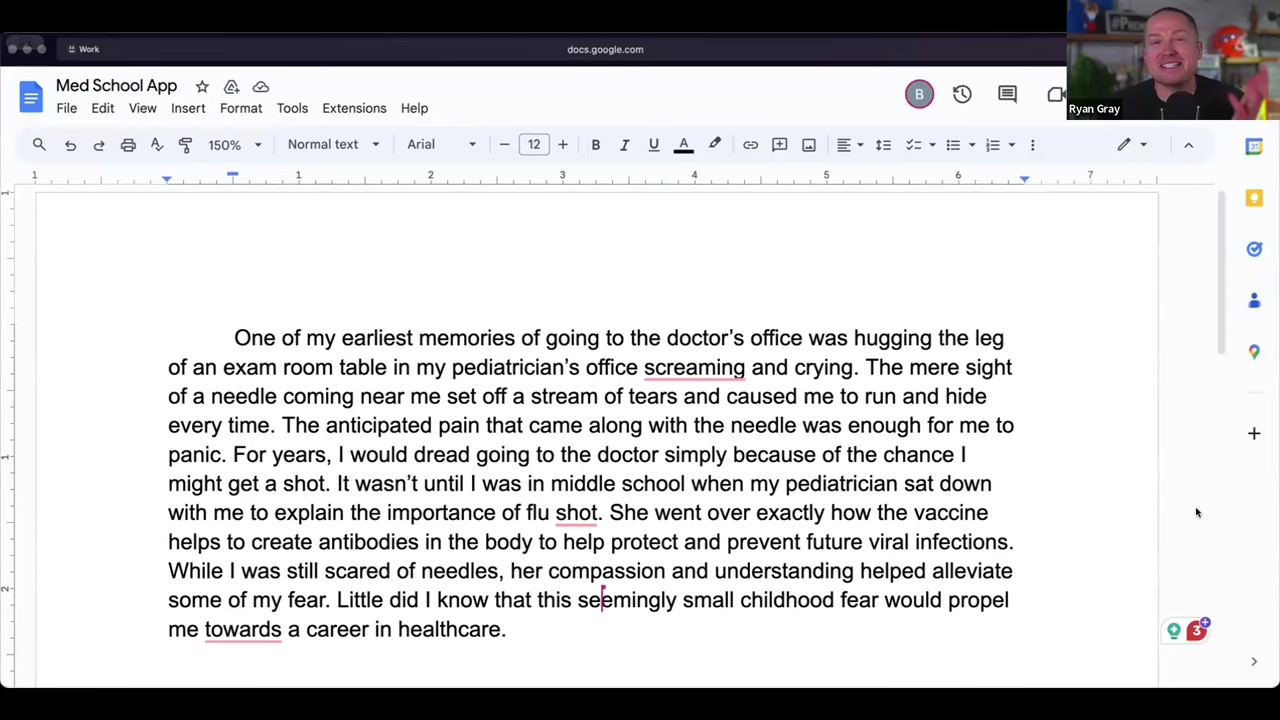 Work
docs.google.com
Ryan Gray
Med School App
B
File Edit View Insert Format Tools Extensions Help
150% Normal text Arial 12 B I U A
1 1 2 3 4 5 6 7
One of my earliest memories of going to the doctor’s office was hugging the leg
of an exam room table in my pediatrician’s office screaming and crying. The mere sight
of a needle coming near me set off a stream of tears and caused me to run and hide
every time. The anticipated pain that came along with the needle was enough for me to
panic. For years, I would dread going to the doctor simply because of the chance I
might get a shot. It wasn’t until I was in middle school when my pediatrician sat down
with me to explain the importance of flu shot. She went over exactly how the vaccine
helps to create antibodies in the body to help protect and prevent future viral infections.
While I was still scared of needles, her compassion and understanding helped alleviate
some of my fear. Little did I know that this seemingly small childhood fear would propel
me towards a career in healthcare.
3